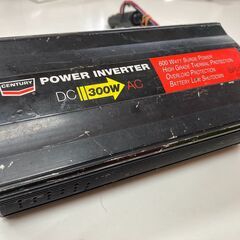 CENTURY
POWER INVERTER
DC 300W AC
600 WATT SURGE POWER
HIGH GRADE THERMAL PROTECTION
OVERLOAD PROTECTION
BATTERY LOW SHUTDOWN